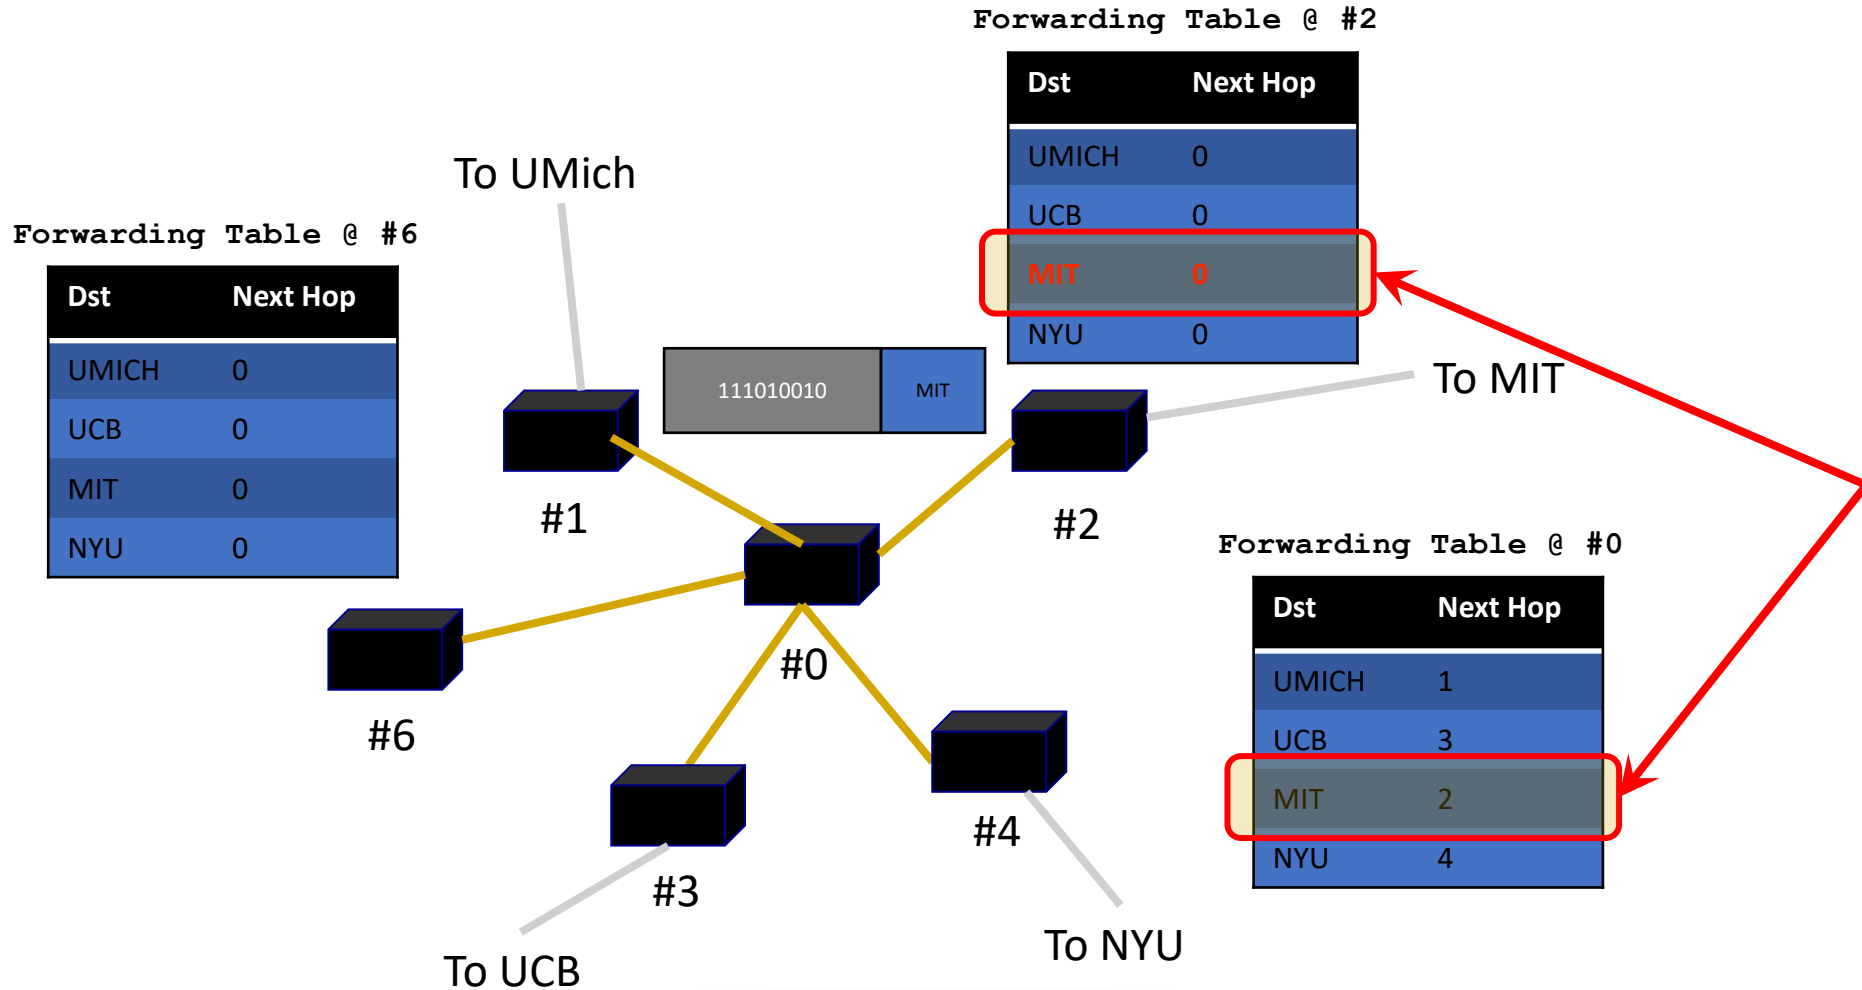 Forwarding Table @ #2
Dst Next Hop
UMICH 0
UCB 0
MIT 0
NYU 0
To UMich
Forwarding Table @ #6
Dst Next Hop
UMICH 0
UCB 0
MIT 0
NYU 0
111010010 MIT
To MIT
#1
#2
#0
#6
#3
#4
Forwarding Table @ #0
Dst Next Hop
UMICH 1
UCB 3
MIT 2
NYU 4
To UCB
To NYU